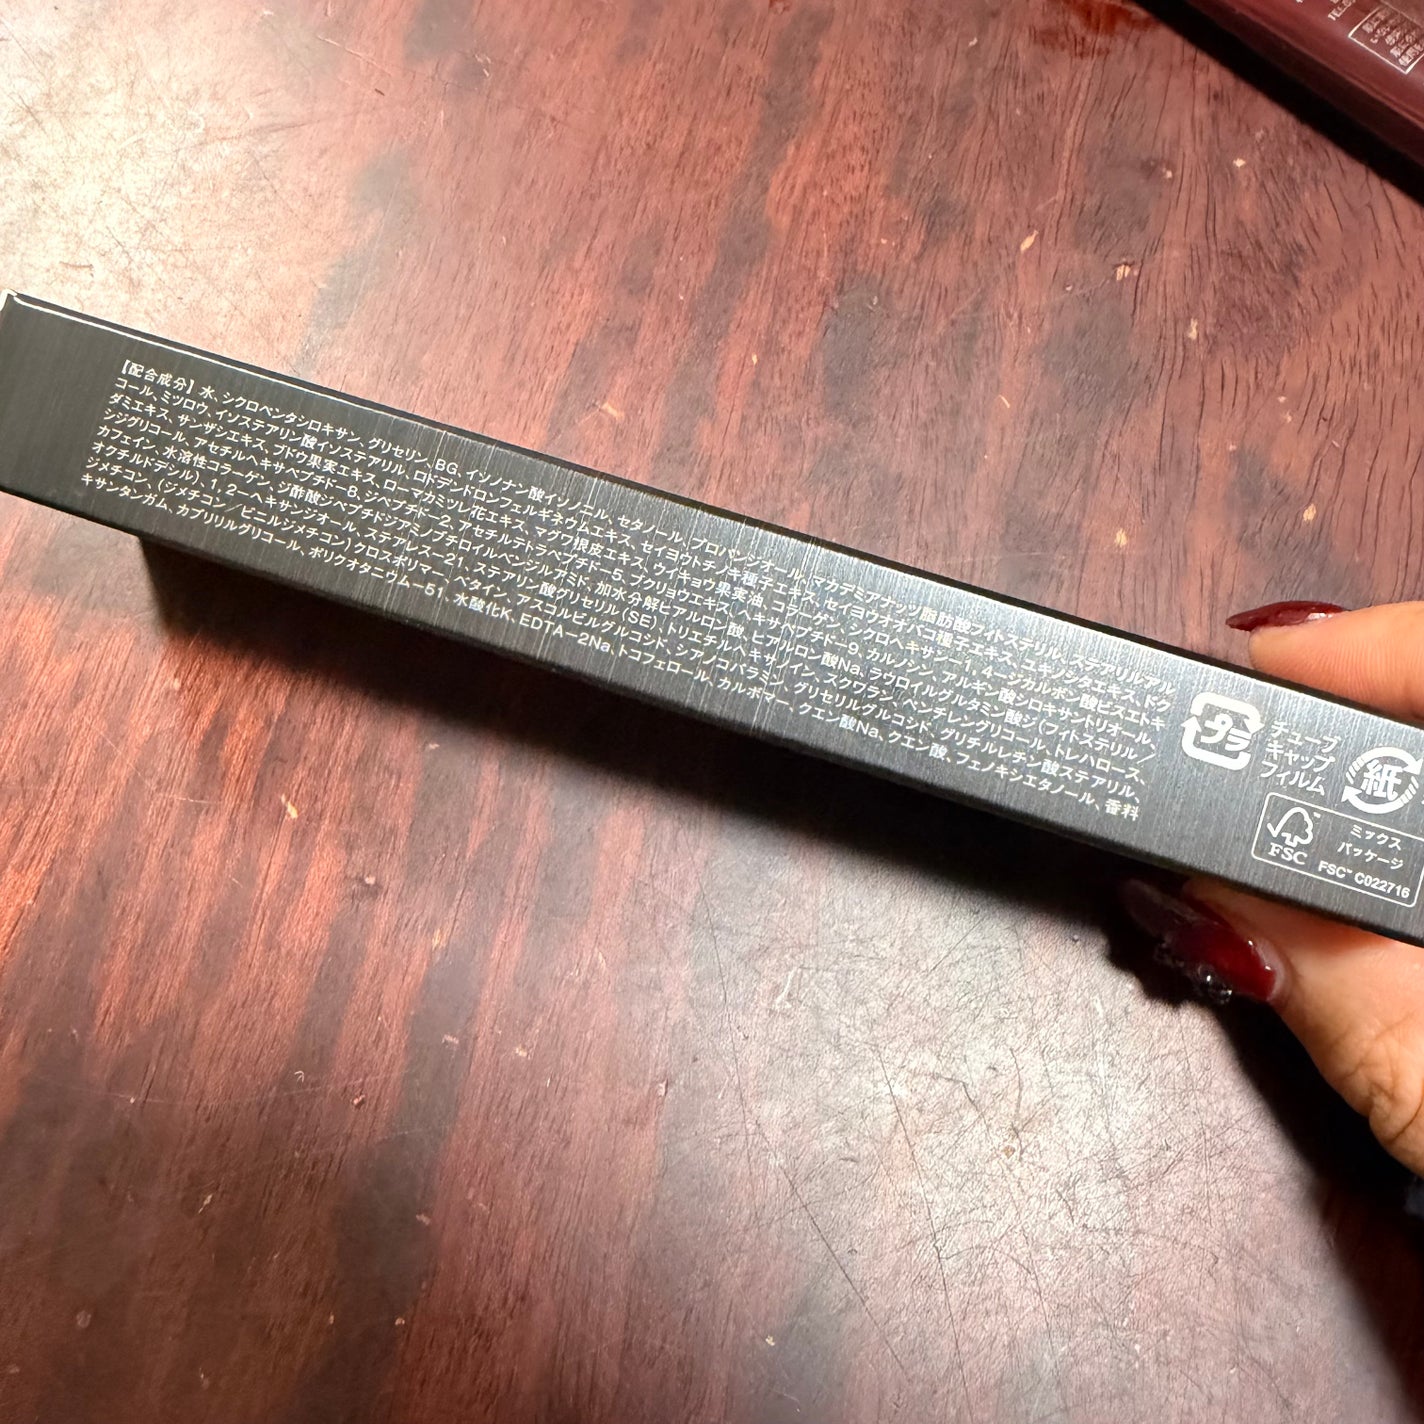 【配合成分】水、シクロペンタシロキサン、グリセリン、BG、イソノナン酸イソノニル、セタノール、プロパンジオール、マカデミアナッツ脂肪酸フィトステリル、ステアリルアル
コール、ミツロウ、イソステアリン酸イソステアリル、ロドデンドロンフェルギネウムエキス、セイヨウトチノキ種子エキス、セイヨウオオバコ種子エキス、ユキノシタエキス、ドク
ダミエキス、サンザシエキス、ブドウ果実エキス、ローマカミツレ花エキス、マグワ根皮エキス、ウイキョウ果実油、コラーゲン、シクロヘキサン－1，4－ジカルボン酸ビスエトキ
シジグリコール、アセチルヘキサペプチド－8、ジペプチド－2、アセチルテトラペプチド－5、ブクリョウエキス、ヘキサペプチド－9、カルノシン、アルギン酸シロキサントリオール、
カフェイン、水溶性コラーゲン、ジ酢酸ジペプチドジアミノブチロイルベンジルアミド、加水分解ヒアルロン酸、ヒアルロン酸Na、ラウロイルグルタミン酸ジ（フィトステリル／
オクチルドデシル）、1，2－ヘキサンジオール、ステアレス－21、ステアリン酸グリセリル（SE）、トリエチルヘキサノイン、スクワラン、ペンチレングリコール、トレハロース、
ジメチコン、（ジメチコン／ビニルジメチコン）クロスポリマー、ベタイン、アスコルビルグルコシド、シアノコバラミン、グリセリルグルコシド、グリチルレチン酸ステアリル、
キサンタンガム、カプリリルグリコール、ポリクオタニウム－51、水酸化K、EDTA－2Na、トコフェロール、カルボマー、クエン酸Na、クエン酸、フェノキシエタノール、香料
プラ
チューブ
キャップ
フィルム
紙
FSC™
ミックス
パッケージ
FSC™ C022716